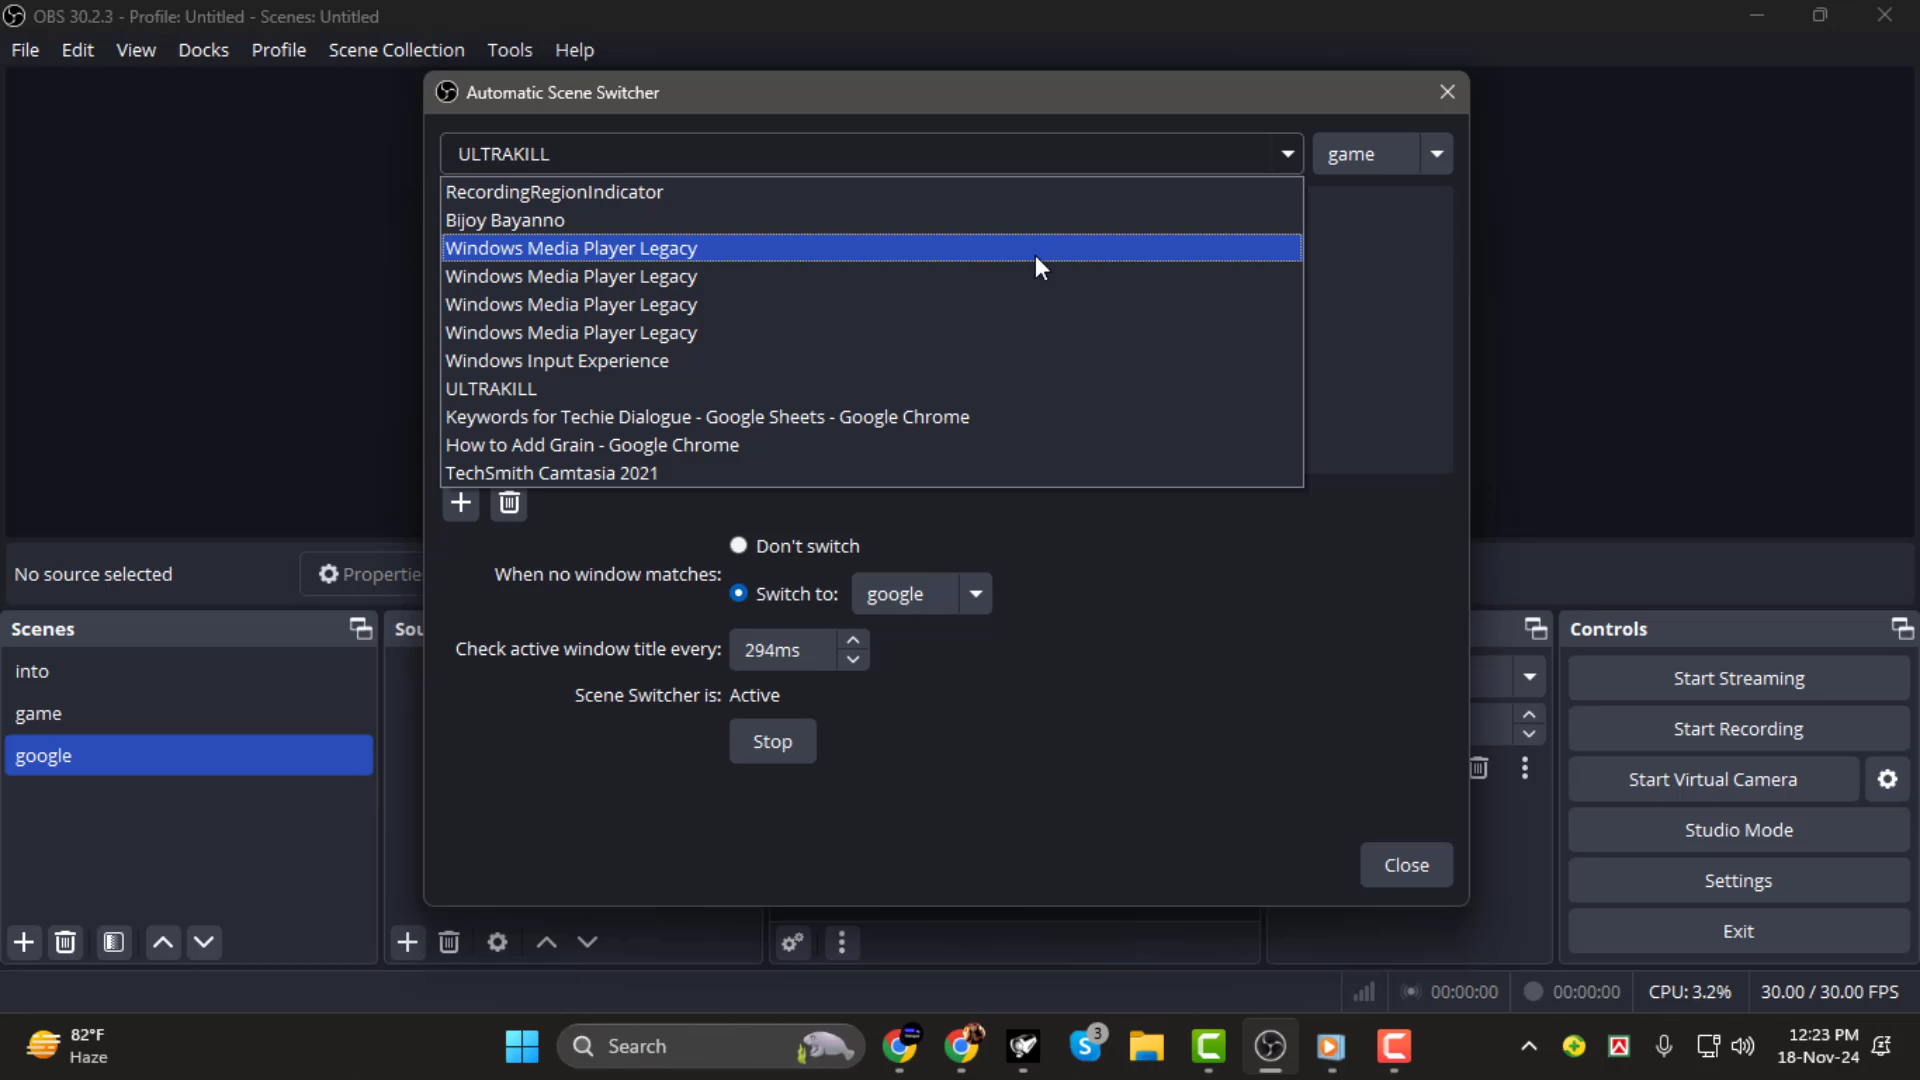 OBS 30.2.3 - Profile: Untitled - Scenes: Untitled
File Edit View Docks Profile Scene Collection Tools Help
Automatic Scene Switcher
ULTRAKILL
game
RecordingRegionIndicator
Bijoy Bayanno
Windows Media Player Legacy
Windows Media Player Legacy
Windows Media Player Legacy
Windows Media Player Legacy
Windows Input Experience
ULTRAKILL
Keywords for Techie Dialogue - Google Sheets - Google Chrome
How to Add Grain - Google Chrome
TechSmith Camtasia 2021
Don't switch
When no window matches:
Switch to: google
Check active window title every: 294ms
Scene Switcher is: Active
Stop
Close
No source selected
Propertie
Scenes
Sou
into
game
google
Controls
Start Streaming
Start Recording
Start Virtual Camera
Studio Mode
Settings
Exit
00:00:00 00:00:00 CPU: 3.2% 30.00 / 30.00 FPS
82°F
Haze
Search
3
12:23 PM
18-Nov-24